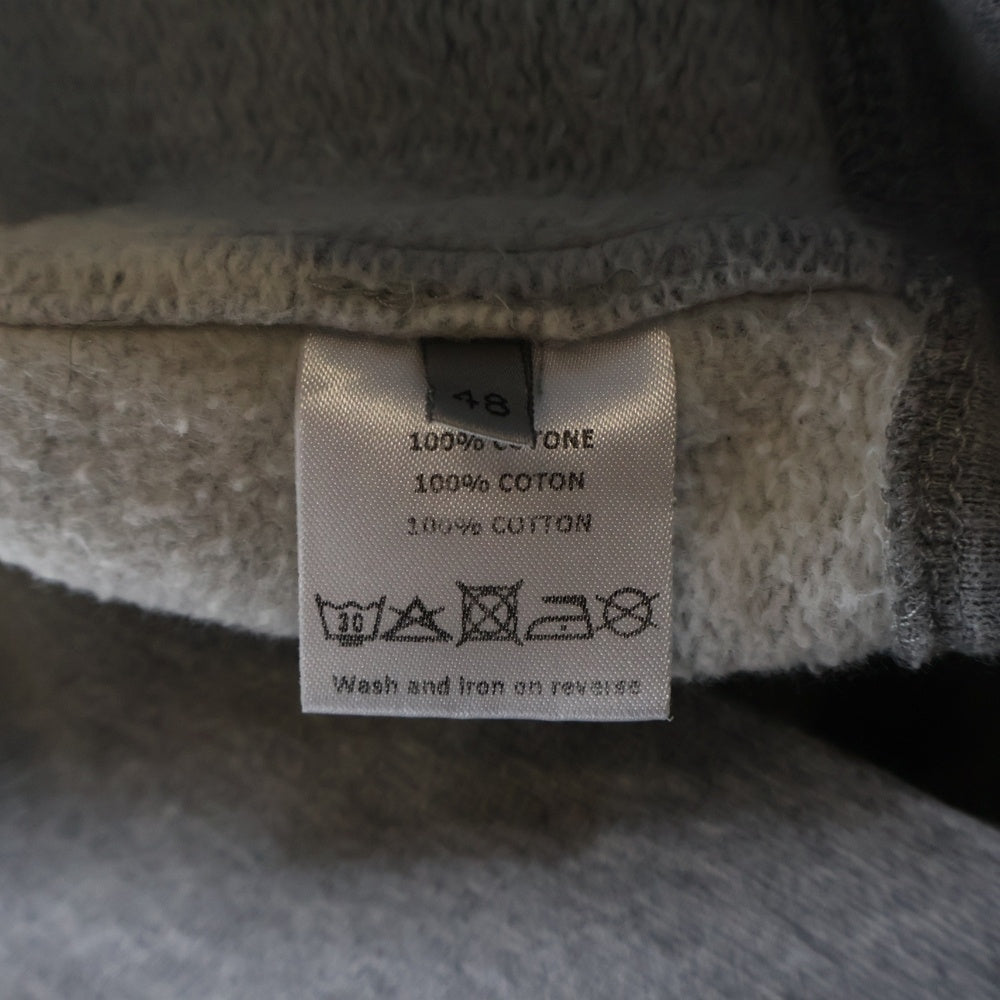 48
100% COTONE
100% COTON
100% COTTON
30
Wash and Iron on reverse